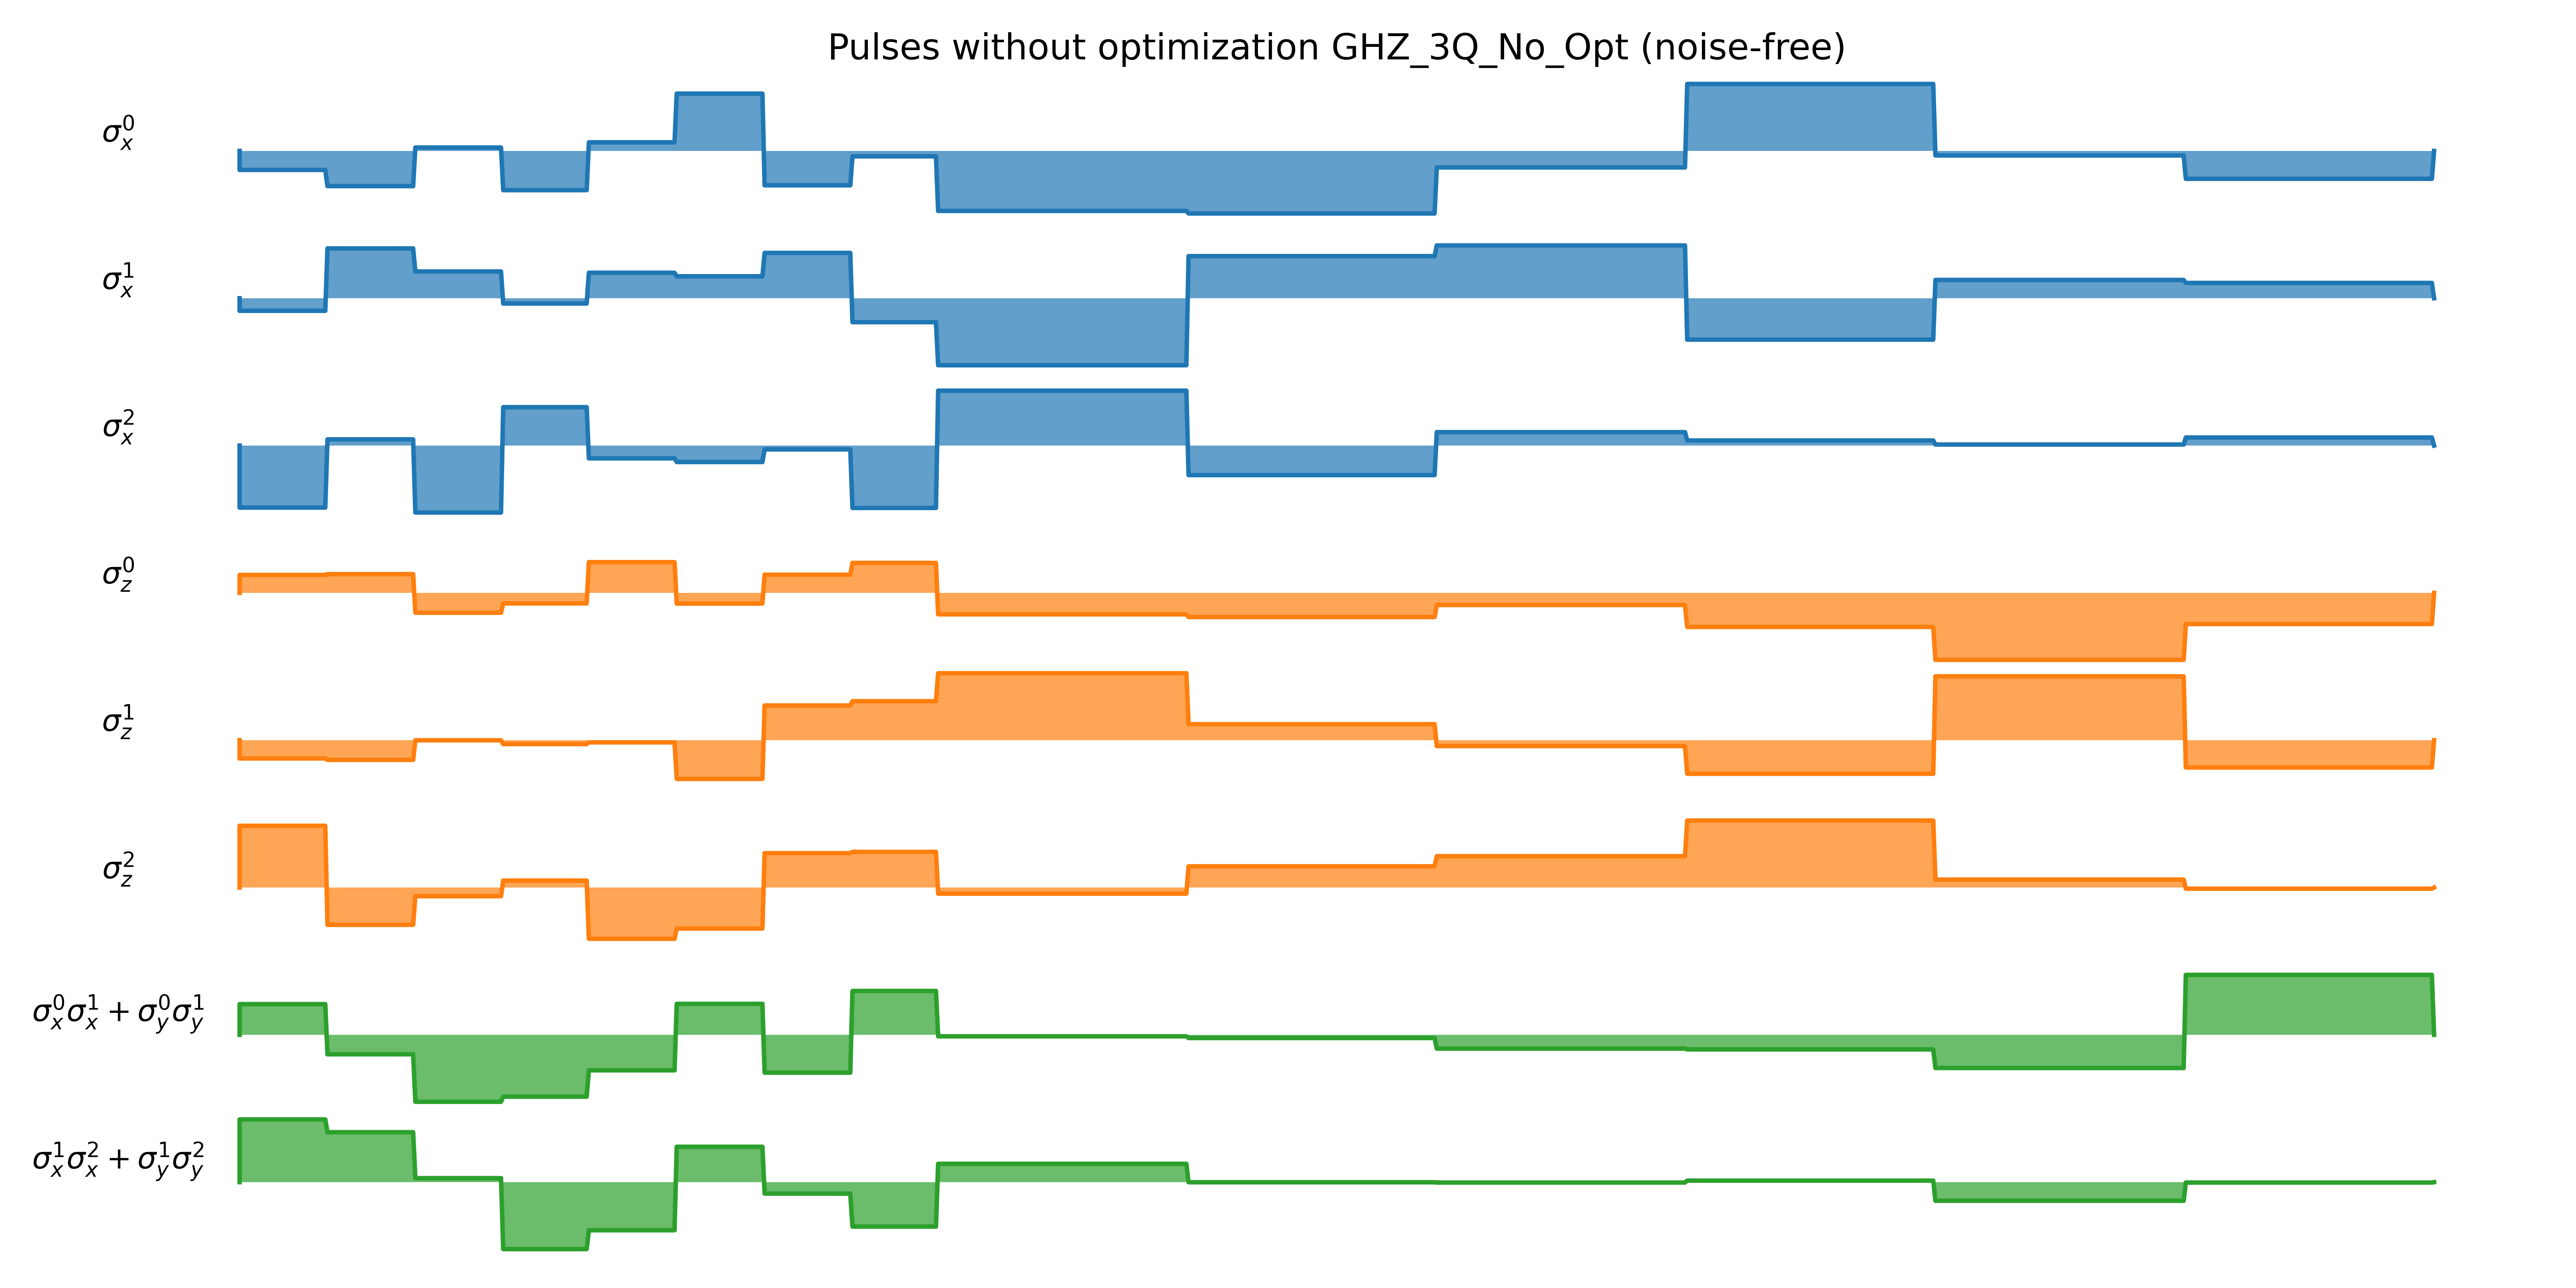 Pulses without optimization GHZ_3Q_No_Opt (noise-free)
σ_x^0
σ_x^1
σ_x^2
σ_z^0
σ_z^1
σ_z^2
σ_x^0σ_x^1 + σ_y^0σ_y^1
σ_x^1σ_x^2 + σ_y^1σ_y^2